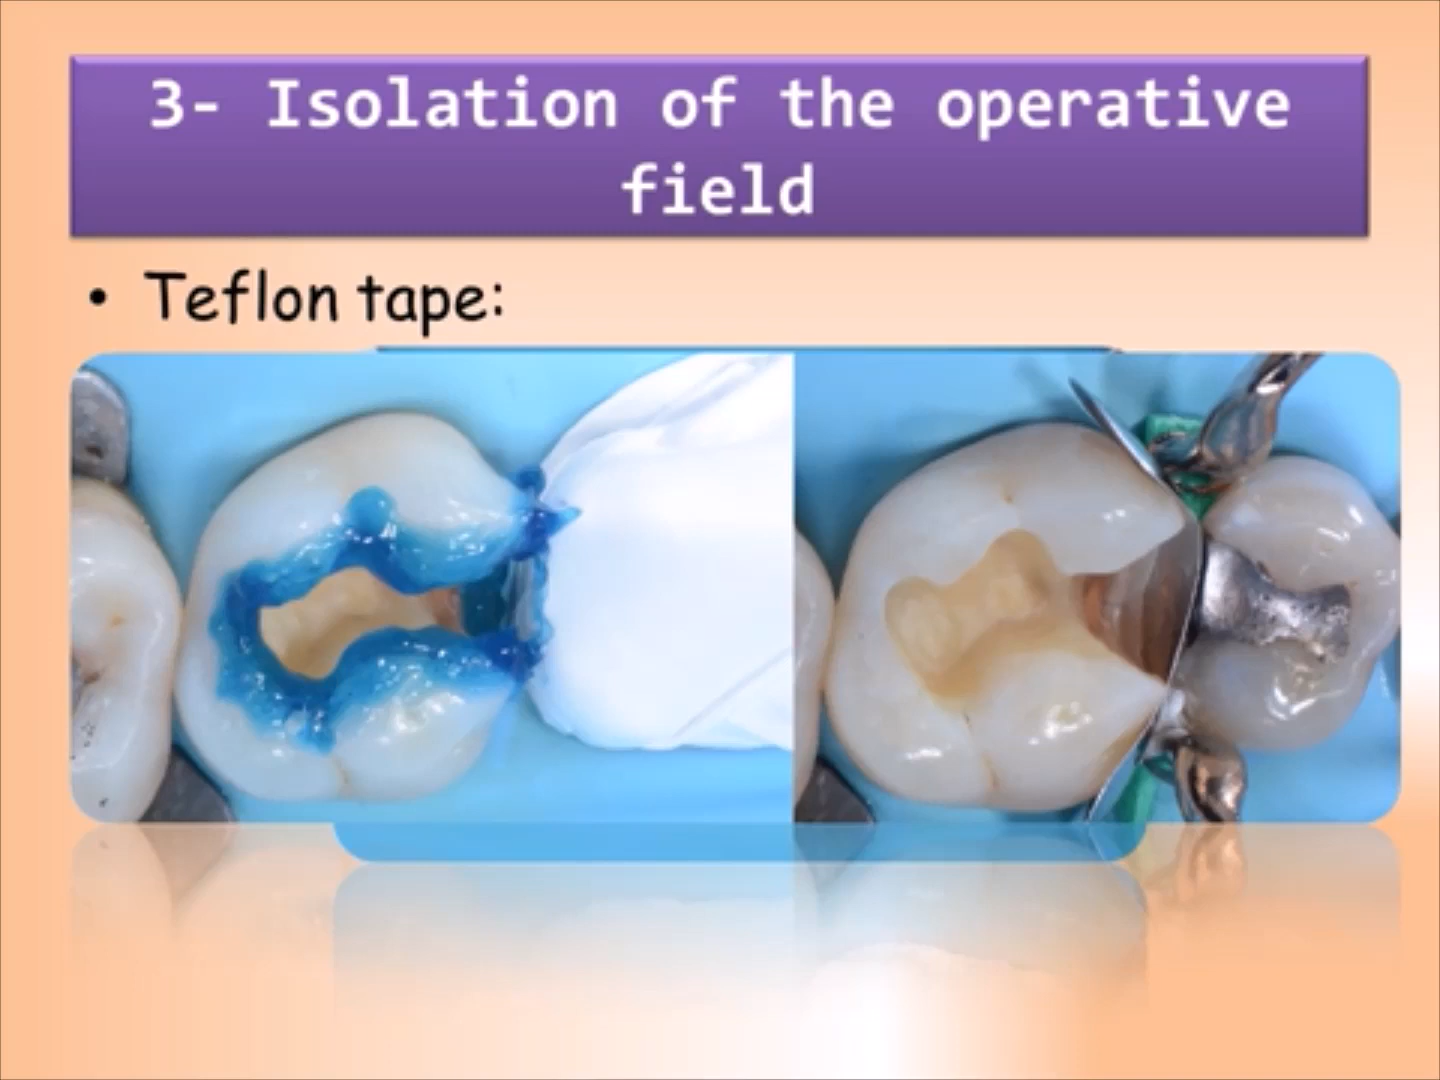 3- Isolation of the operative
field
• Teflon tape: